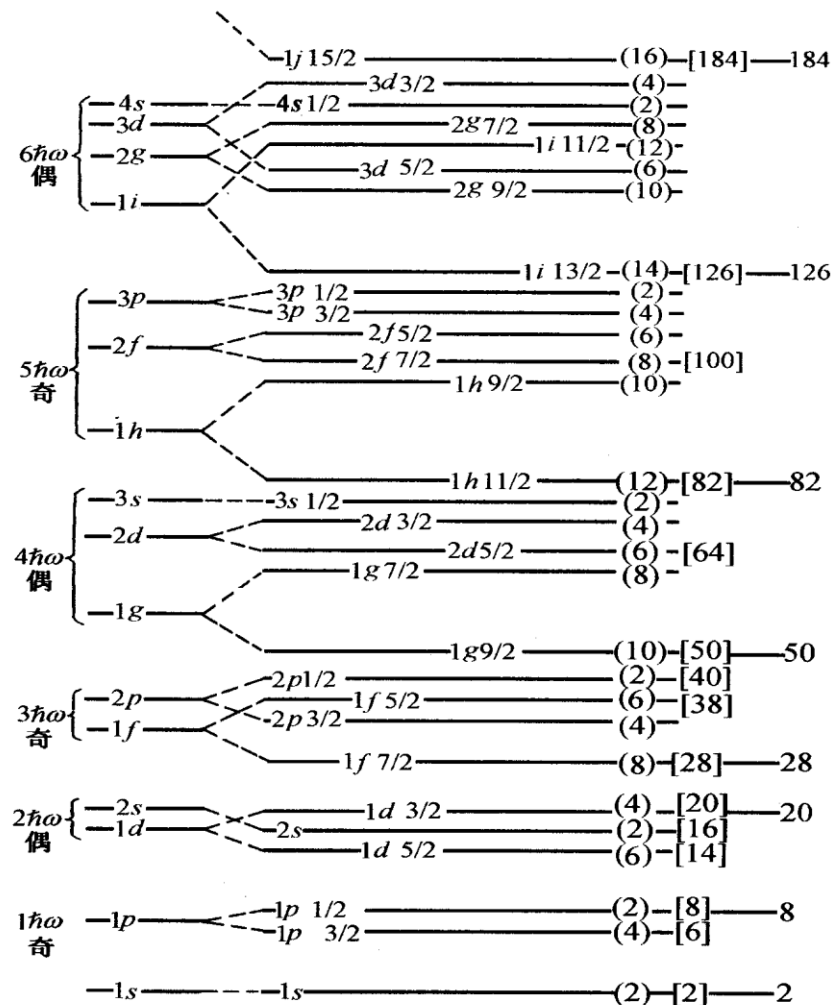 1j 15/2 (16) [184] 184
3d 3/2 (4)
4s 4s 1/2 (2)
3d 2g 7/2 (8)
6ħω 2g 1i 11/2 (12)
偶 3d 5/2 (6)
2g 9/2 (10)
1i
1i 13/2 (14) [126] 126
3p 3p 1/2 (2)
3p 3/2 (4)
2f 2f 5/2 (6)
5ħω 2f 7/2 (8) [100]
奇 1h 9/2 (10)
1h
1h 11/2 (12) [82] 82
3s 3s 1/2 (2)
2d 2d 3/2 (4)
4ħω 2d 5/2 (6) [64]
偶 1g 7/2 (8)
1g
1g9/2 (10) [50] 50
2p1/2 (2) [40]
3ħω 2p 1f 5/2 (6) [38]
奇 1f 2p 3/2 (4)
1f 7/2 (8) [28] 28
2ħω 2s 1d 3/2 (4) [20] 20
偶 1d 2s (2) [16]
1d 5/2 (6) [14]
1ħω 1p 1p 1/2 (2) [8] 8
奇 1p 3/2 (4) [6]
1s 1s (2) [2] 2